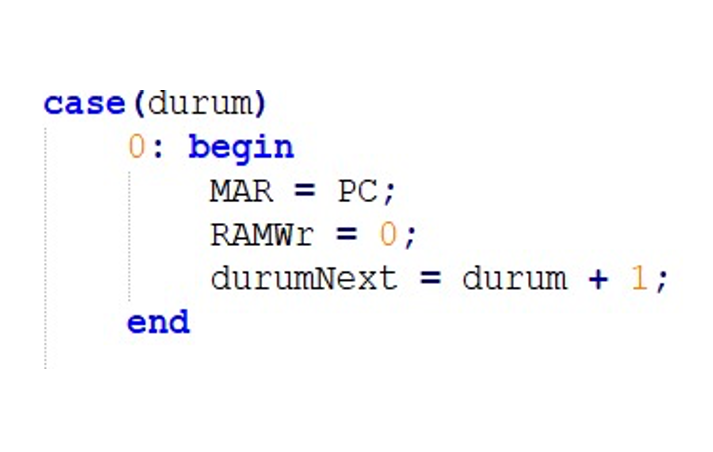 case(durum)
0: begin
MAR = PC;
RAMWr = 0;
durumNext = durum + 1;
end